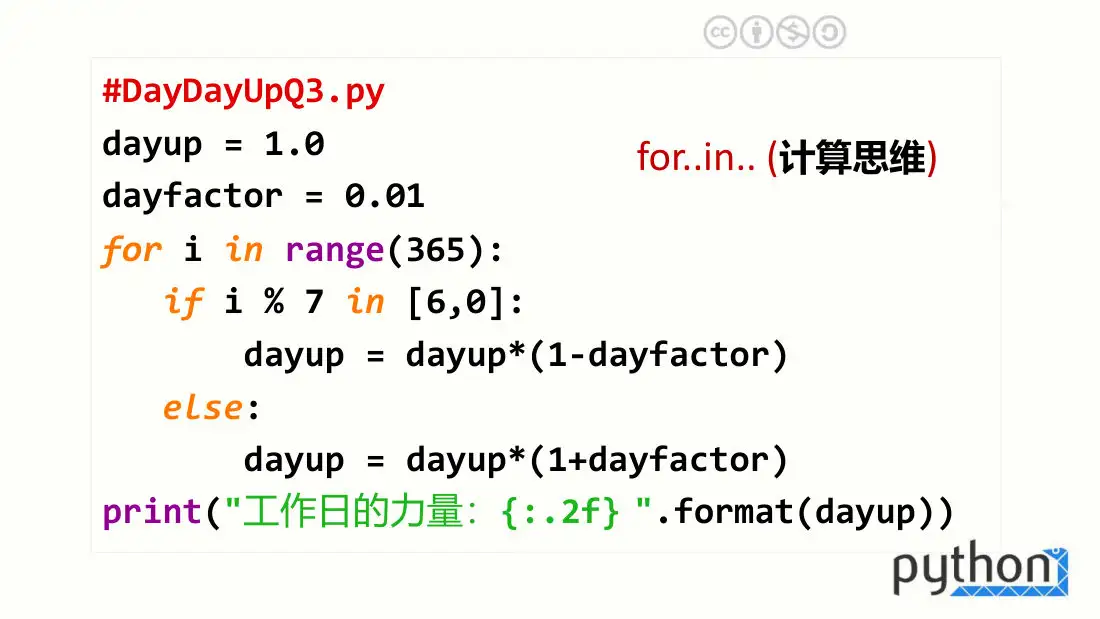 #DayDayUpQ3.py
dayup = 1.0
for..in.. (计算思维)
dayfactor = 0.01
for i in range(365):
if i % 7 in [6,0]:
dayup = dayup*(1-dayfactor)
else:
dayup = dayup*(1+dayfactor)
print("工作日的力量：{:.2f} ".format(dayup))
python